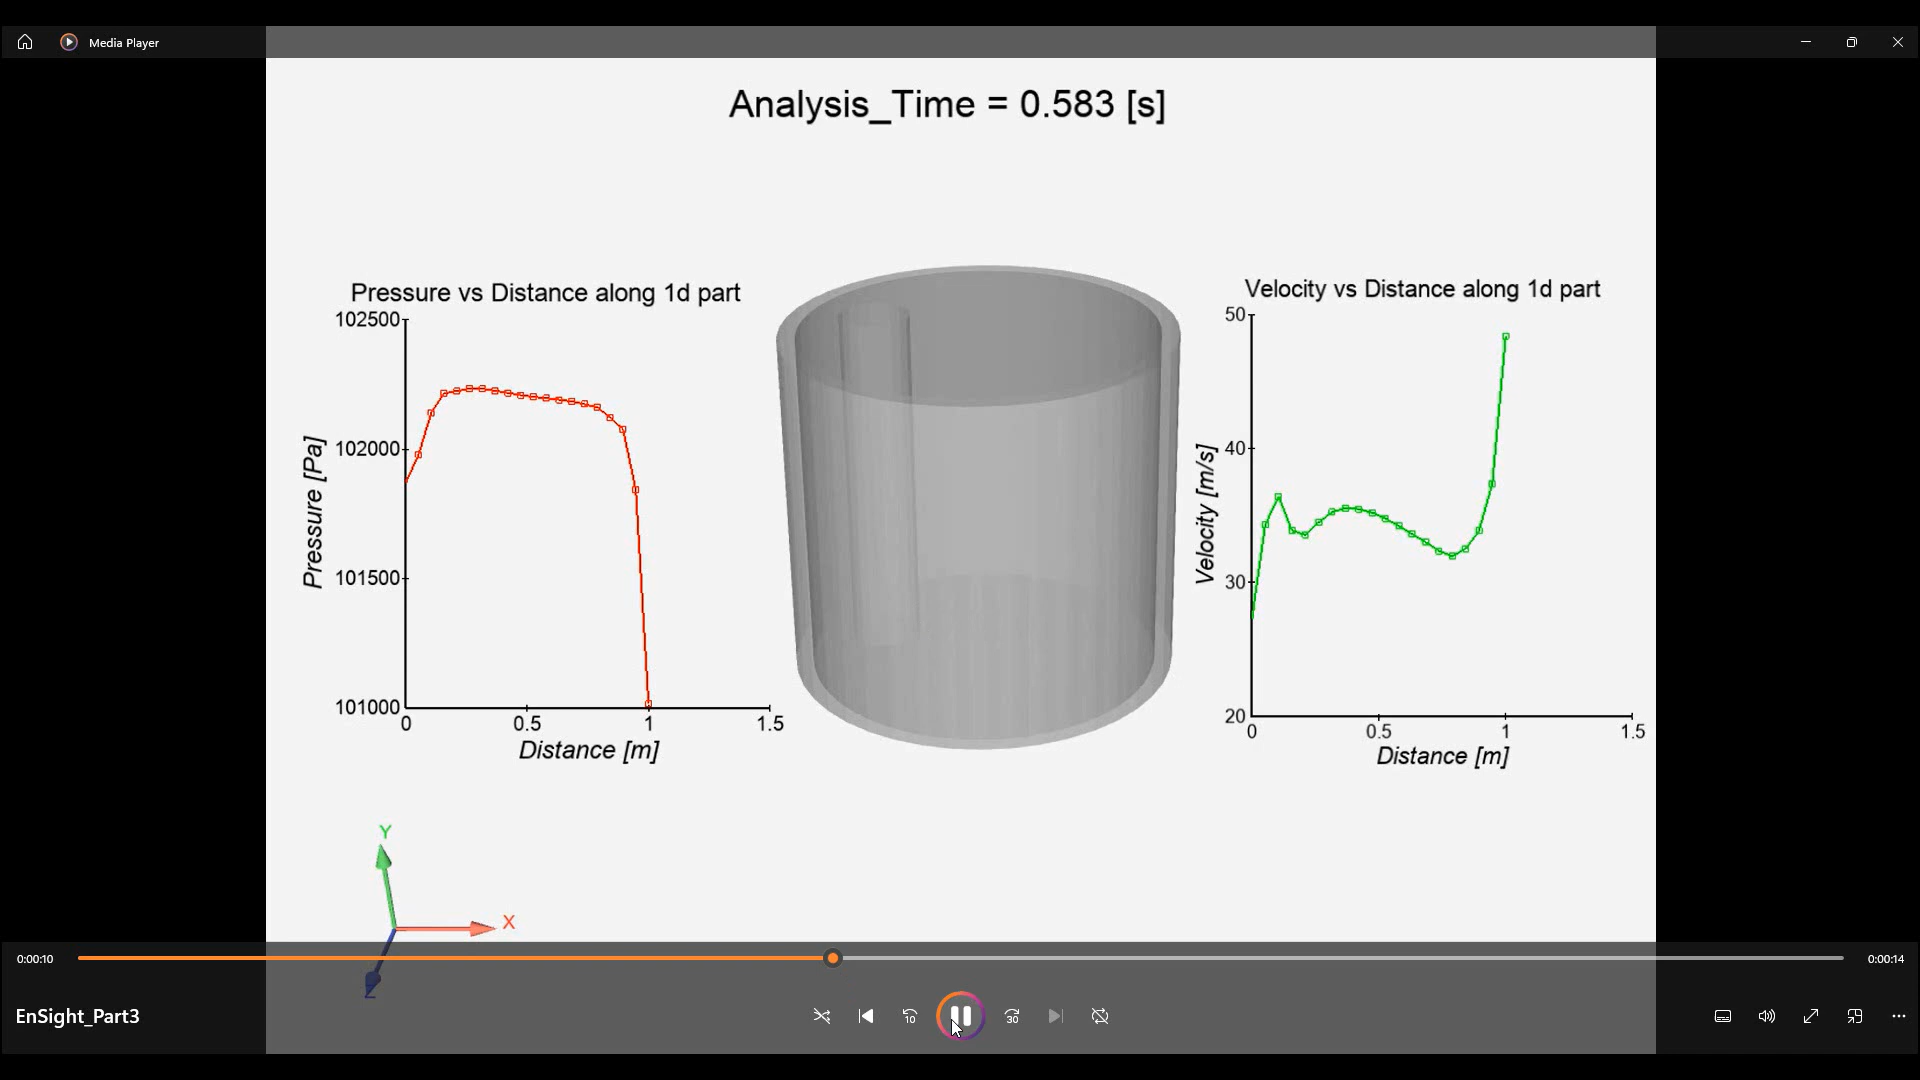 Media Player
Analysis_Time = 0.583 [s]
Pressure vs Distance along 1d part
102500
102000
101500
101000
Pressure [Pa]
0 0.5 1 1.5
Distance [m]
Velocity vs Distance along 1d part
50
40
30
20
Velocity [m/s]
0 0.5 1 1.5
Distance [m]
Y
X
Z
0:00:10
0:00:14
EnSight_Part3
10
30